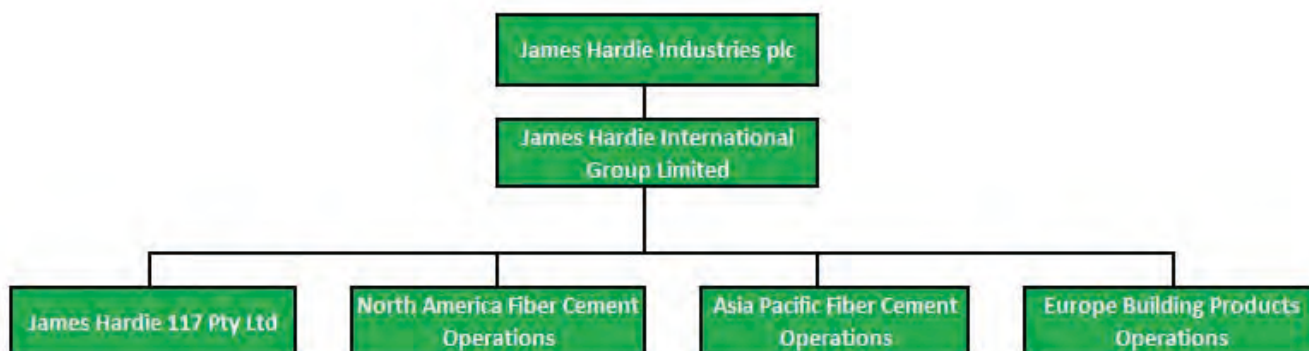 James Hardie Industries plc
James Hardie International
Group Limited
James Hardie 117 Pty Ltd
North America Fiber Cement
Operations
Asia Pacific Fiber Cement
Operations
Europe Building Products
Operations